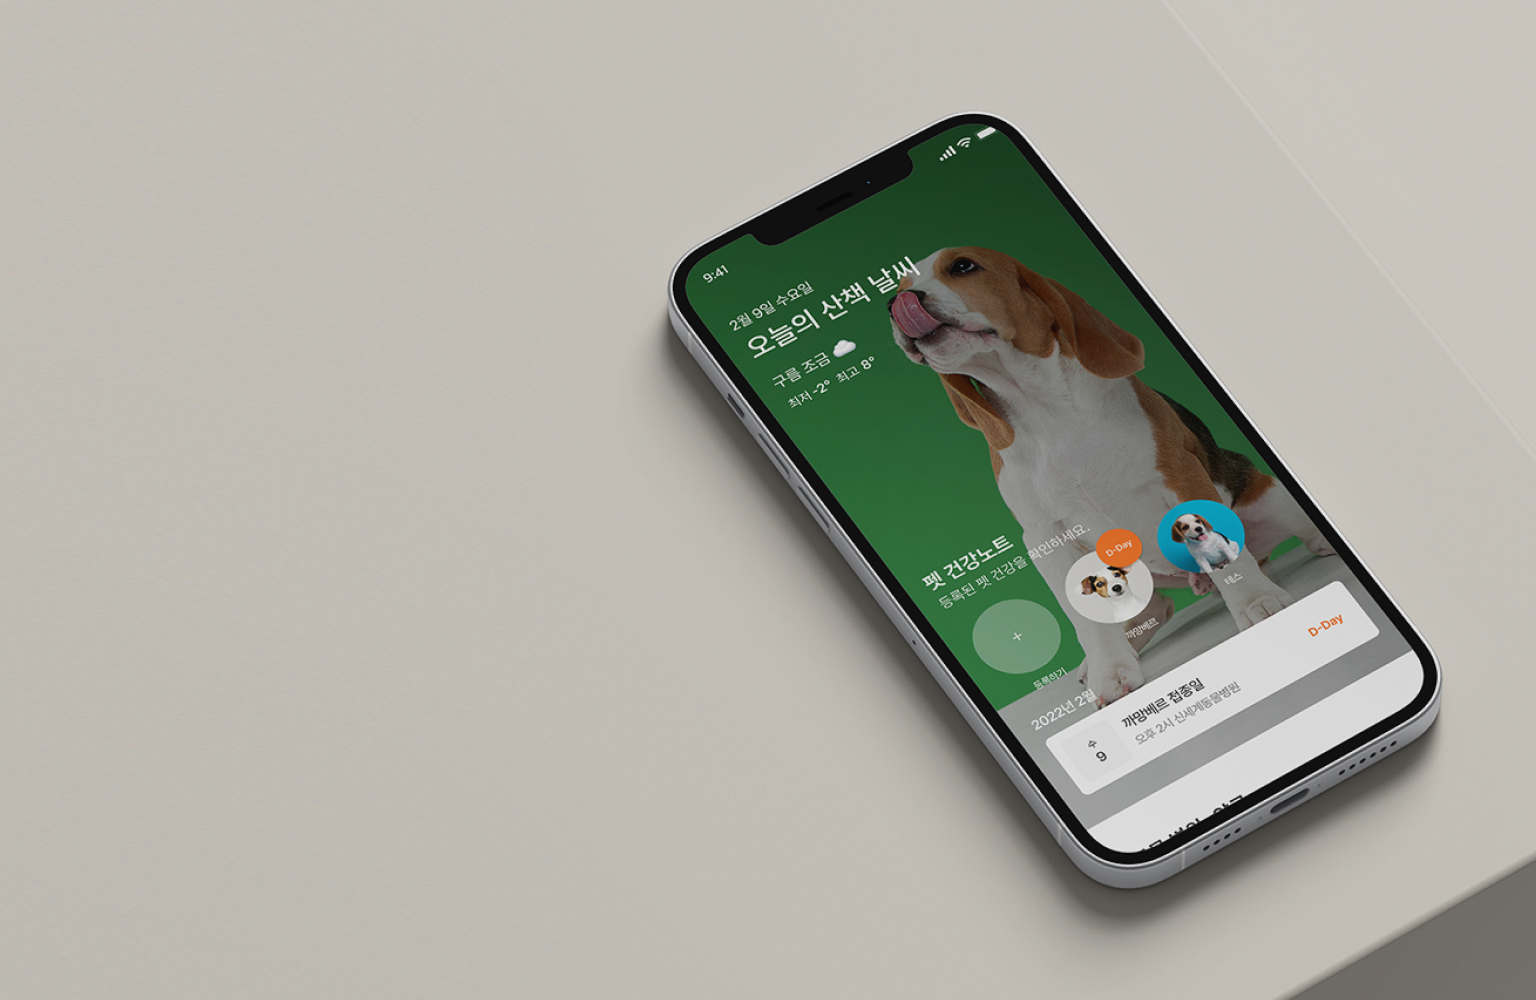 9:41
2월 9일 수요일
오늘의 산책 날씨
구름 조금
최저 -2° 최고 8°
펫 건강노트
등록된 펫 건강을 확인하세요.
+
등록하기
D-Day
까망베르
테스
2022년 2월
수
9
까망베르 접종일
오후 2시 신세계동물병원
D-Day